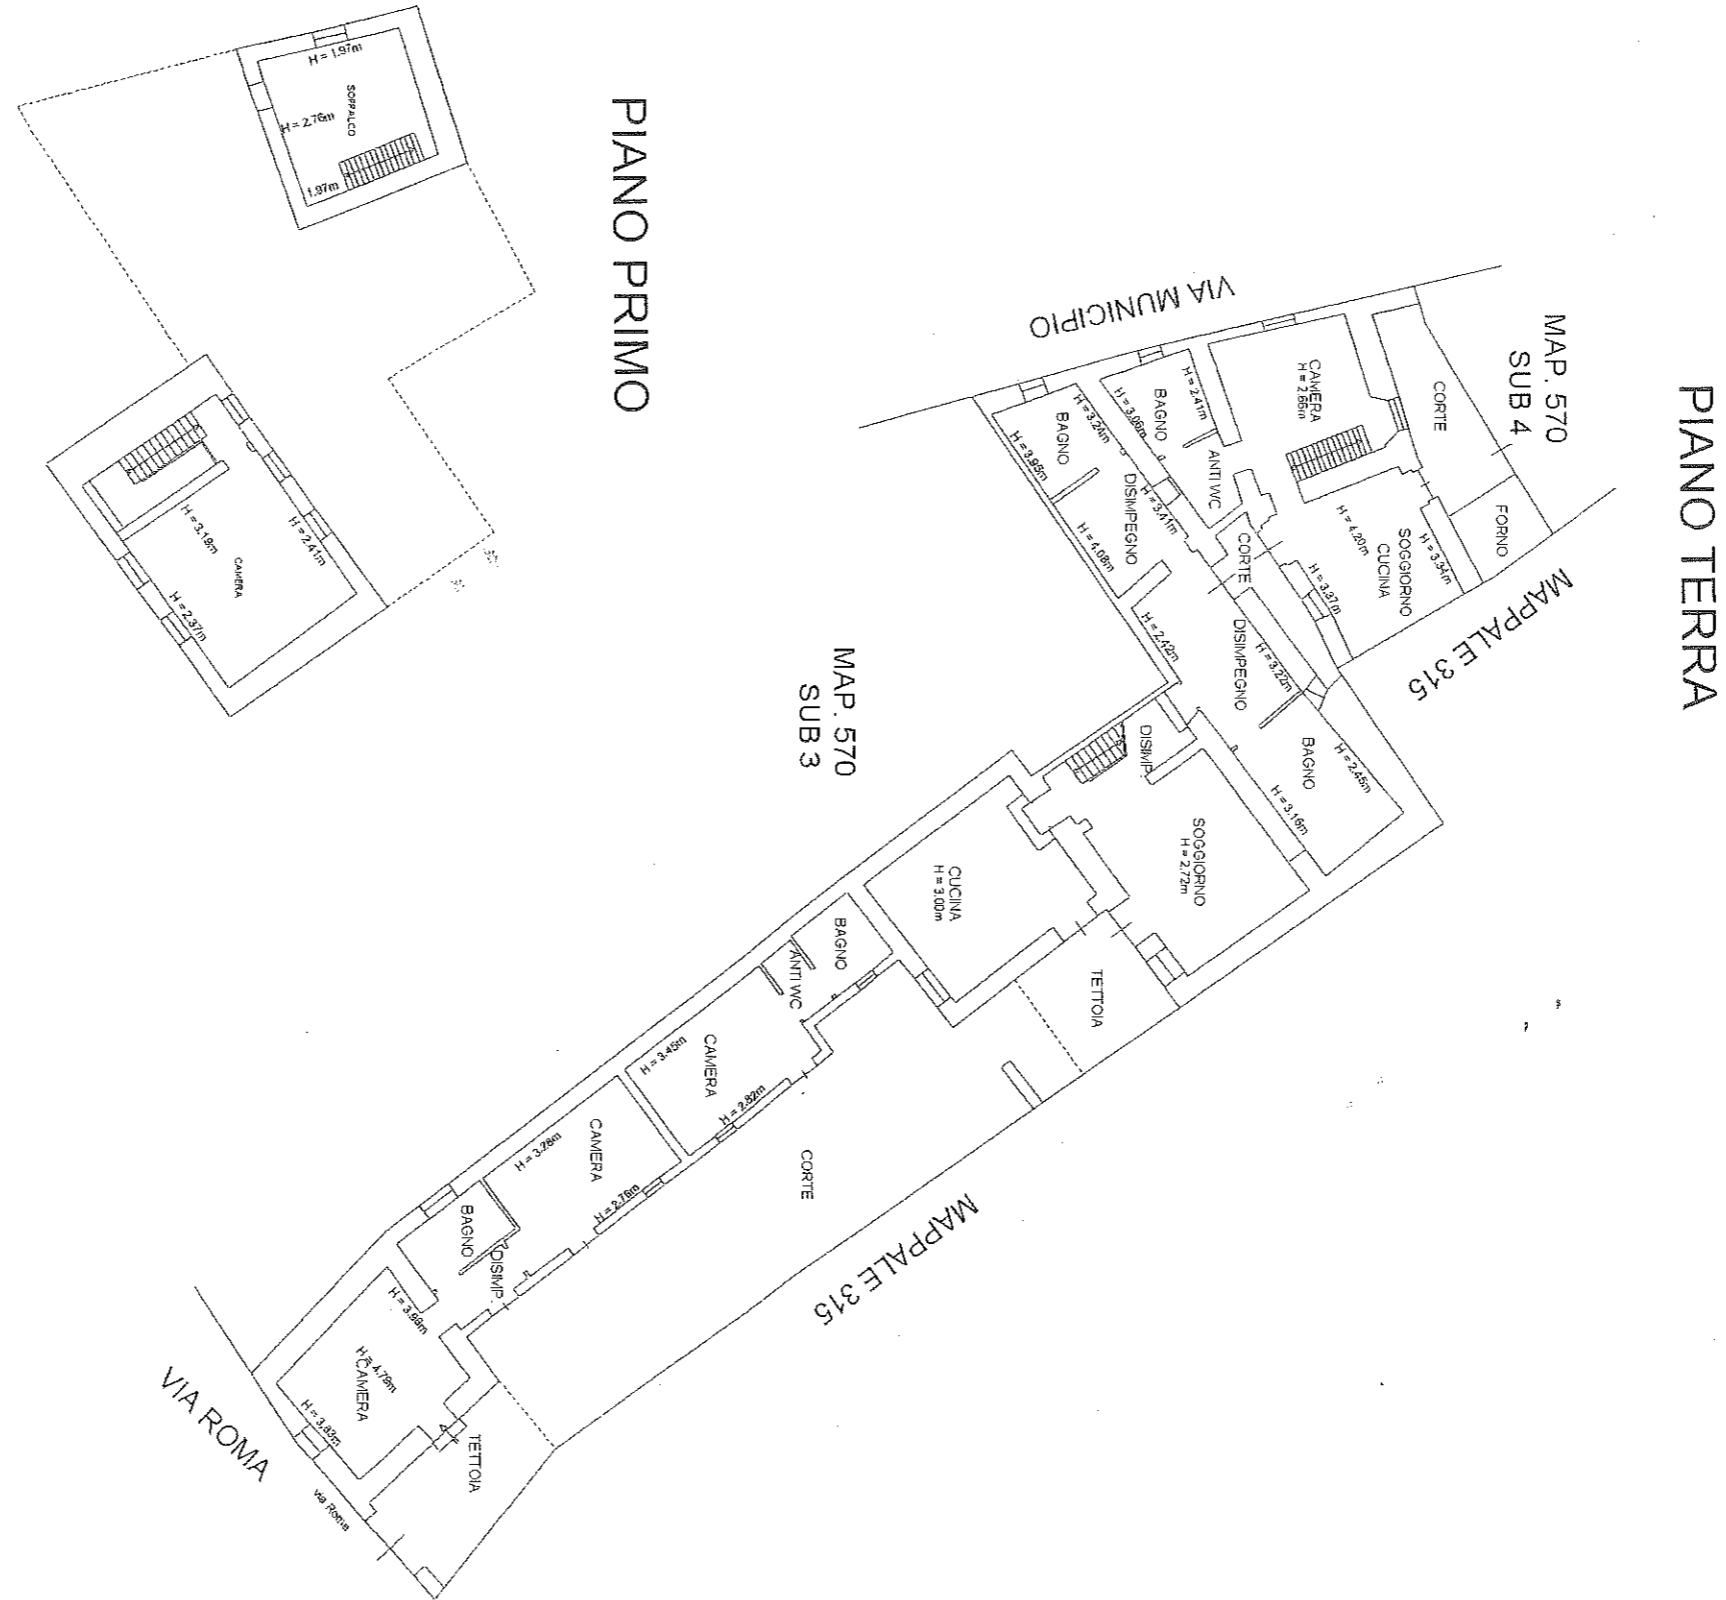 PIANO TERRA
MAP. 570
SUB 4
CORTE
FORNO
VIA MUNICIPIO
CAMERA
H = 2.66m
SOGGIORNO
CUCINA
H = 4.20m
H = 3.34m
H = 3.37m
MAPPALE 315
H = 2.41m
BAGNO
H = 3.06m
ANTI WC
H = 3.24m
BAGNO
H = 3.95m
DISIMPEGNO
H = 3.41m
H = 4.08m
CORTE
DISIMPEGNO
H = 3.22m
H = 2.42m
BAGNO
H = 2.45m
H = 3.16m
DISIMP.
SOGGIORNO
H = 2.72m
MAP. 570
SUB 3
CUCINA
H = 3.00m
TETTOIA
BAGNO
ANTI WC
CAMERA
H = 3.45m
H = 2.82m
CORTE
CAMERA
H = 3.28m
H = 2.76m
MAPPALE 315
BAGNO
DISIMP.
H = 3.98m
H = 4.79m
CAMERA
H = 3.83m
TETTOIA
VIA ROMA
via Roma
PIANO PRIMO
H = 1.97m
SOPPALCO
H = 2.76m
1.97m
H = 3.19m
H = 2.41m
CAMERA
H = 2.37m